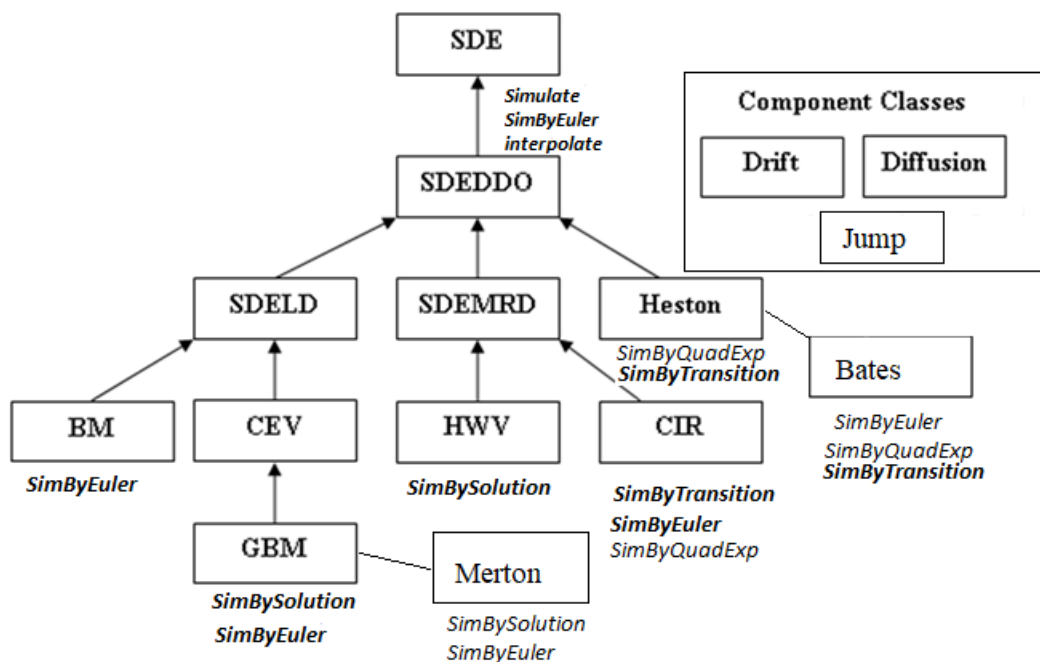 SDE
Simulate
SimByEuler
interpolate
Component Classes
Drift
Diffusion
Jump
SDEDDO
SDELD
SDEMRD
Heston
SimByQuadExp
SimByTransition
Bates
SimByEuler
SimByQuadExp
SimByTransition
BM
SimByEuler
CEV
HWV
SimBySolution
CIR
SimByTransition
SimByEuler
SimByQuadExp
GBM
SimBySolution
SimByEuler
Merton
SimBySolution
SimByEuler